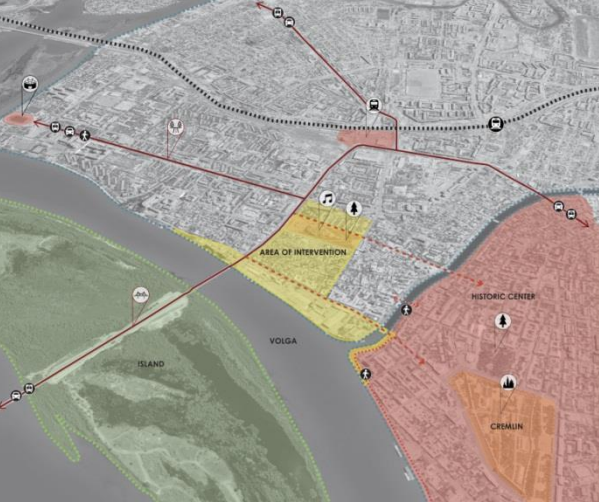 AREA OF INTERVENTION
HISTORIC CENTER
VOLGA
ISLAND
CREMLIN